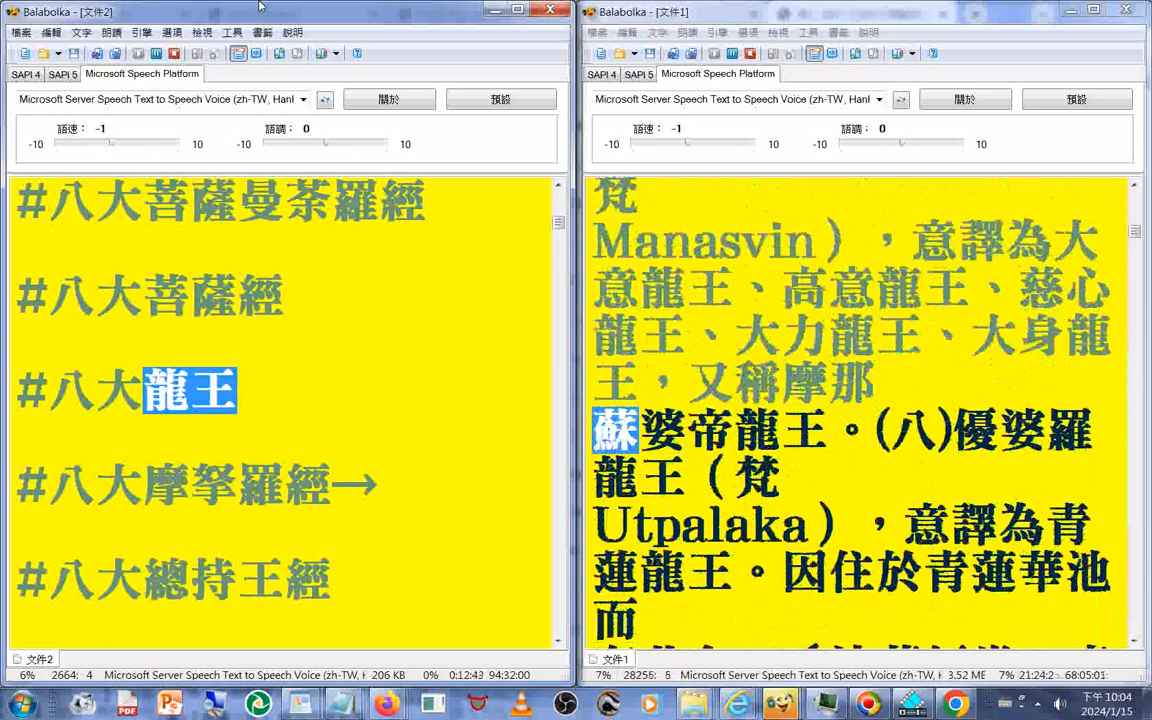 Balabolka - [文件2]
檔案 編輯 文字 朗讀 引擎 選項 檢視 工具 書籤 說明
SAPI 4 SAPI 5 Microsoft Speech Platform
Microsoft Server Speech Text to Speech Voice (zh-TW, Hanl
關於
預設
語速： -1
語調： 0
-10 10 -10 10
#八大菩薩曼荼羅經
#八大菩薩經
#八大龍王
#八大摩拏羅經→
#八大總持王經
文件2
6% 2664: 4 Microsoft Server Speech Text to Speech Voice (zh-TW, 206 KB 0% 0:12:43 94:32:00
Balabolka - [文件1]
檔案 編輯 文字 朗讀 引擎 選項 檢視 工具 書籤 說明
SAPI 4 SAPI 5 Microsoft Speech Platform
Microsoft Server Speech Text to Speech Voice (zh-TW, Hanl
關於
預設
語速： -1
語調： 0
-10 10 -10 10
梵
Manasvin），意譯為大
意龍王、高意龍王、慈心
龍王、大力龍王、大身龍
王，又稱摩那
蘇婆帝龍王。(八)優婆羅
龍王（梵
Utpalaka），意譯為青
蓮龍王。因住於青蓮華池
而
文件1
7% 28255: 5 Microsoft Server Speech Text to Speech Voice (zh-TW, 3.52 ME 7% 21:24:2 68:05:01
PDF
下午 10:04
2024/1/15